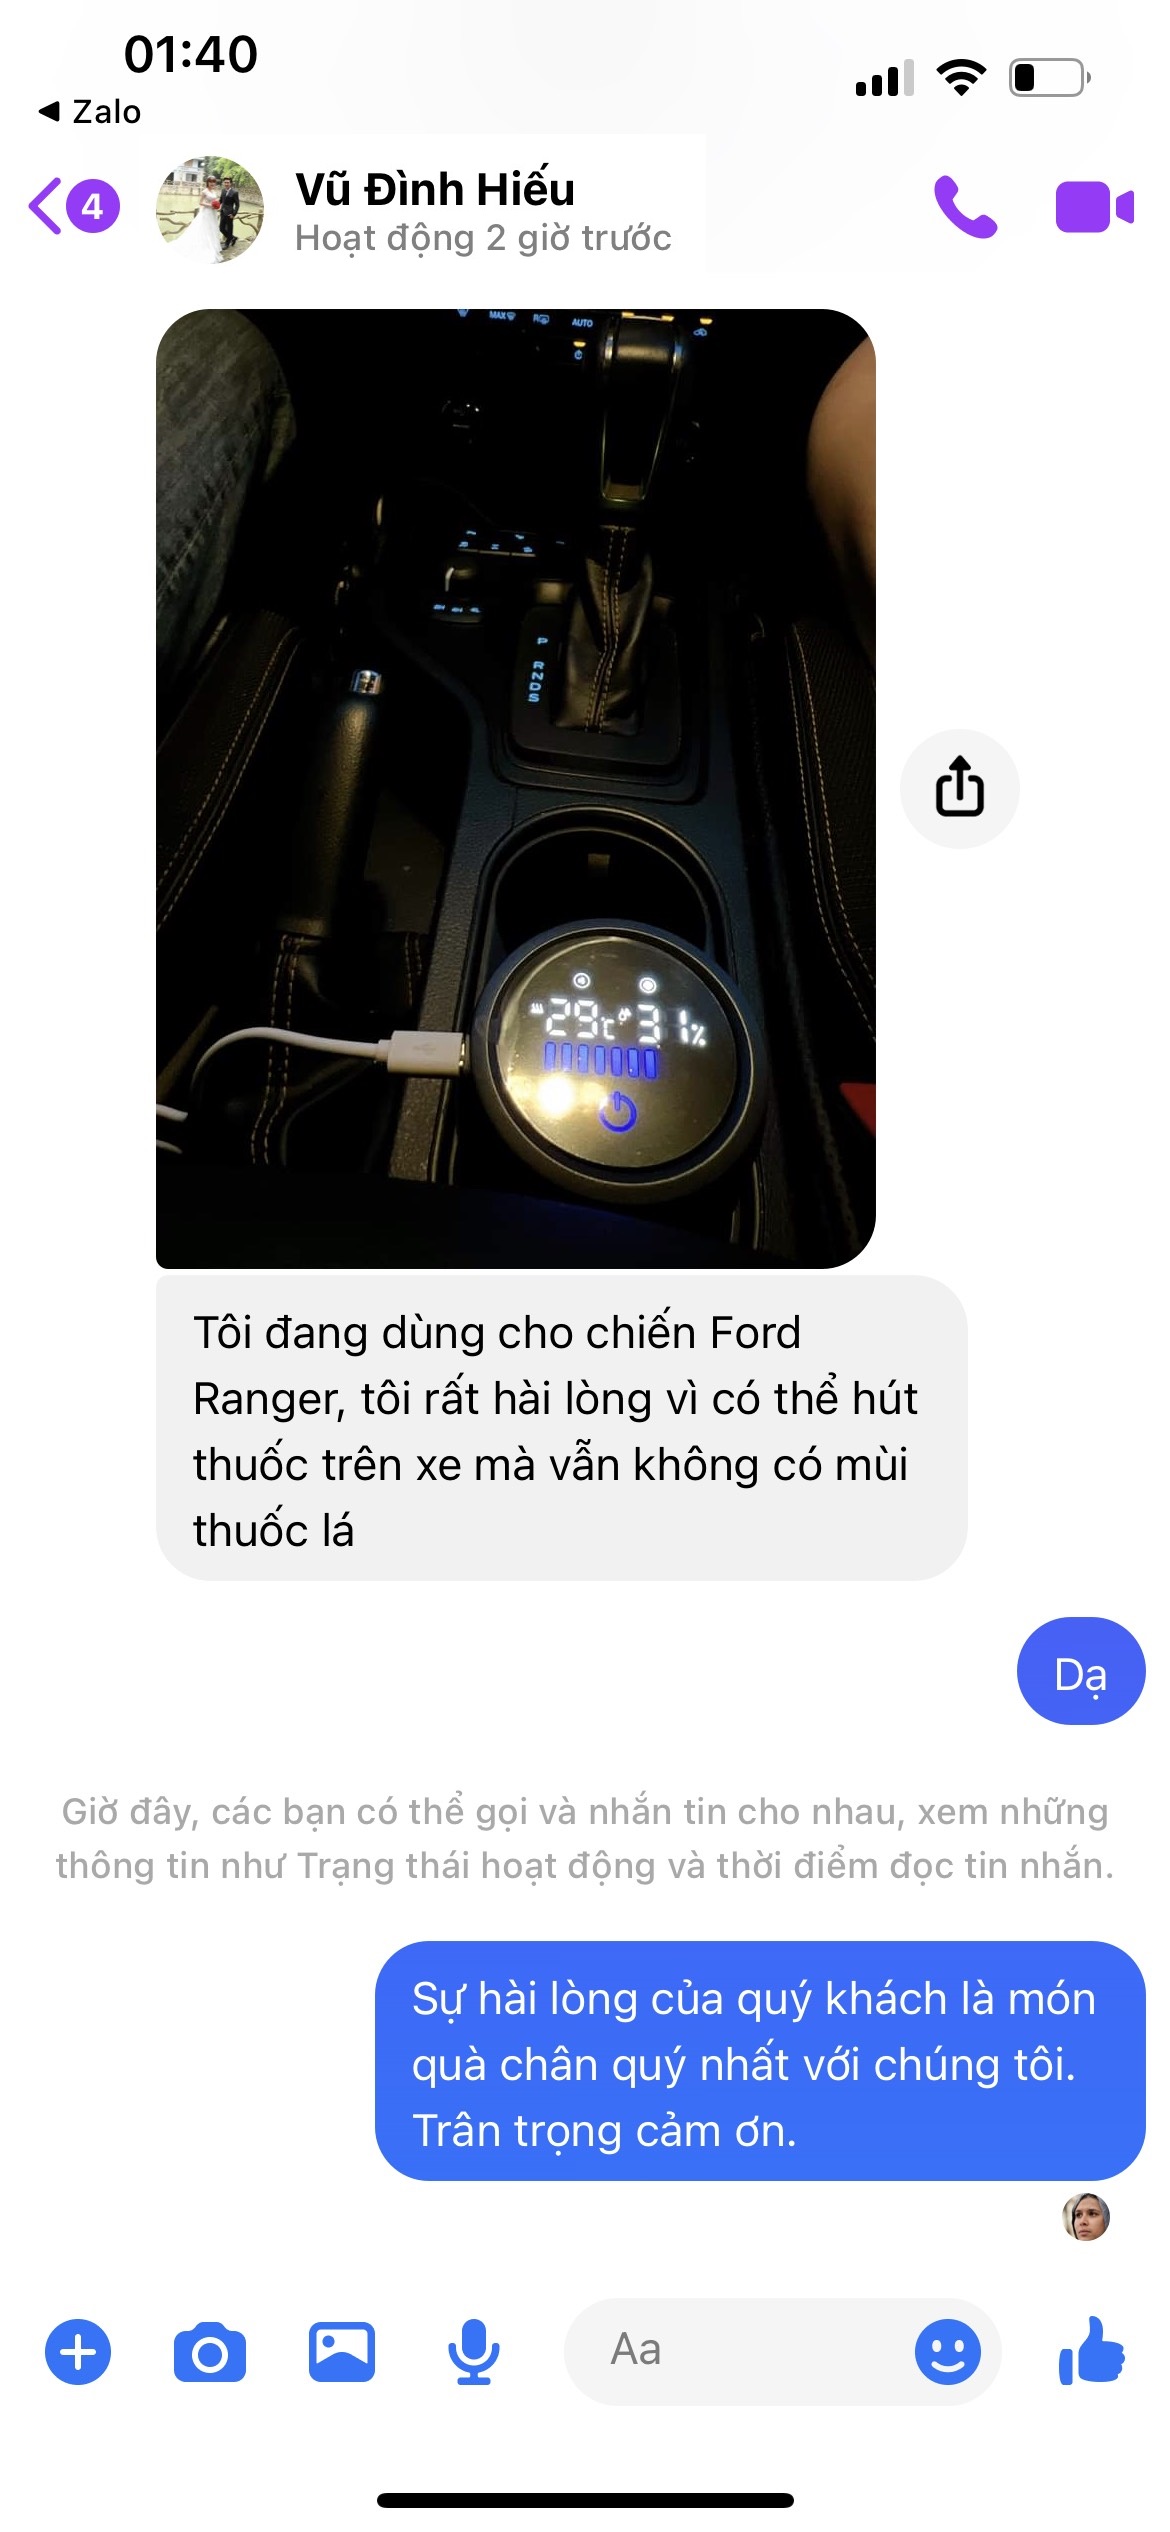 01:40
◀ Zalo
4
Vũ Đình Hiếu
Hoạt động 2 giờ trước
MAX
AUTO
P
R
N
D
S
29°C 31%
Tôi đang dùng cho chiến Ford
Ranger, tôi rất hài lòng vì có thể hút
thuốc trên xe mà vẫn không có mùi
thuốc lá
Dạ
Giờ đây, các bạn có thể gọi và nhắn tin cho nhau, xem những
thông tin như Trạng thái hoạt động và thời điểm đọc tin nhắn.
Sự hài lòng của quý khách là món
quà chân quý nhất với chúng tôi.
Trân trọng cảm ơn.
Aa